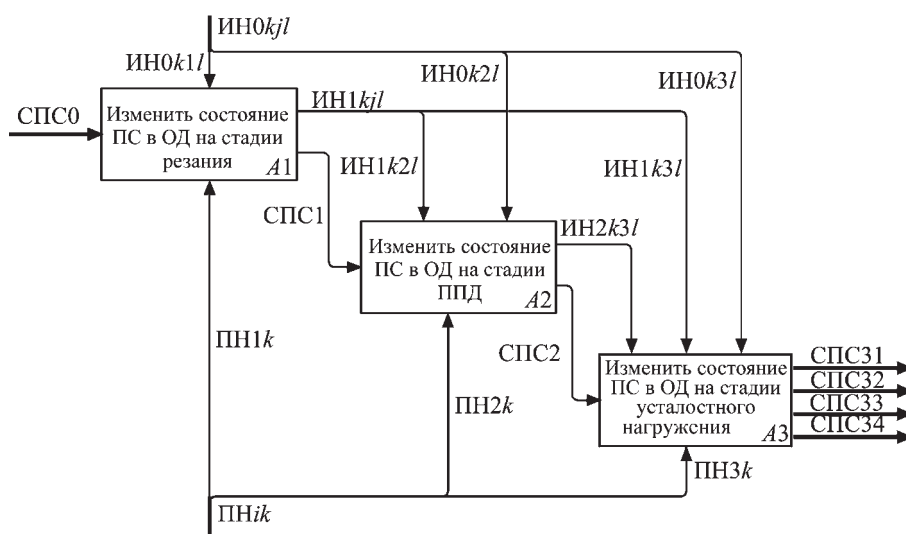 ИН0kjl
ИН0k1l
ИН0k2l
ИН0k3l
СПС0
Изменить состояние
ПС в ОД на стадии
резания
A1
ИН1kjl
ИН1k2l
ИН1k3l
СПС1
Изменить состояние
ПС в ОД на стадии
ППД
A2
ИН2k3l
ПН1k
СПС2
Изменить состояние
ПС в ОД на стадии
усталостного
нагружения
A3
СПС31
СПС32
СПС33
СПС34
ПН2k
ПН3k
ПНik